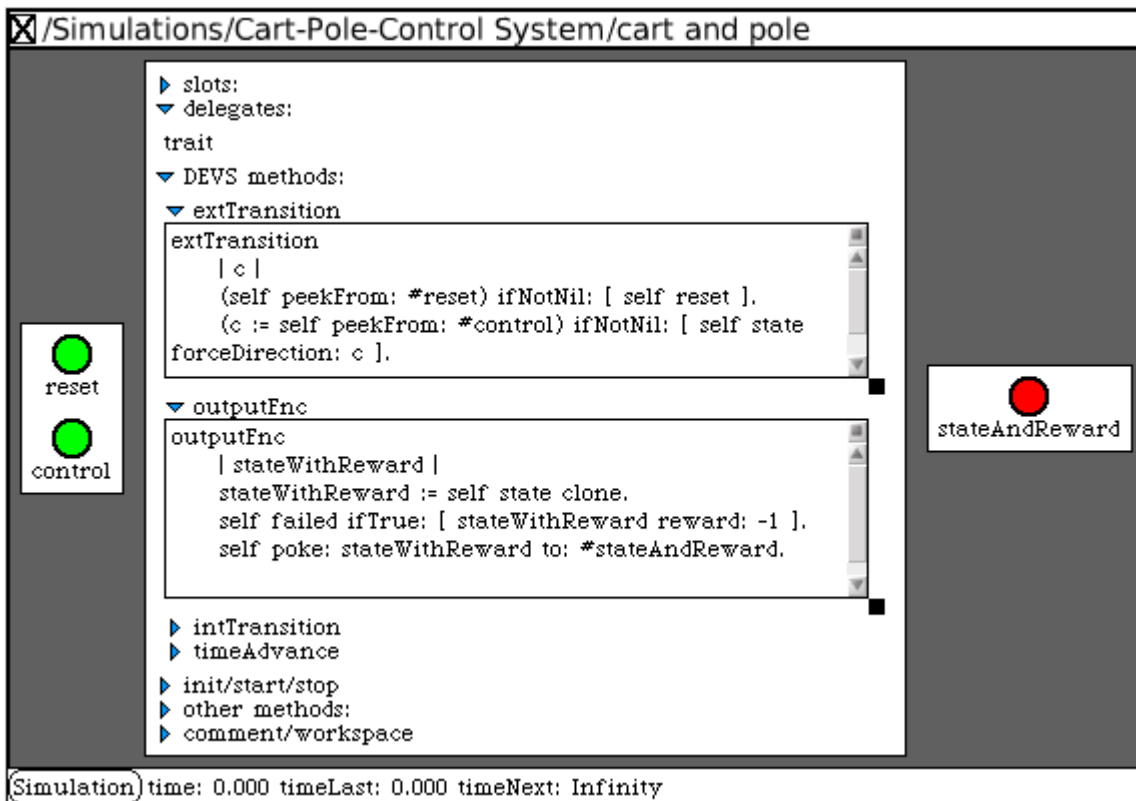 /Simulations/Cart-Pole-Control System/cart and pole
slots:
delegates:
trait
DEVS methods:
extTransition
extTransition
| c |
(self peekFrom: #reset) ifNotNil: [ self reset ].
(c := self peekFrom: #control) ifNotNil: [ self state
forceDirection: c ].
reset
control
outputFnc
outputFnc
| stateWithReward |
stateWithReward := self state clone.
self failed ifTrue: [ stateWithReward reward: -1 ].
self poke: stateWithReward to: #stateAndReward.
stateAndReward
intTransition
timeAdvance
init/start/stop
other methods:
comment/workspace
Simulation time: 0.000 timeLast: 0.000 timeNext: Infinity